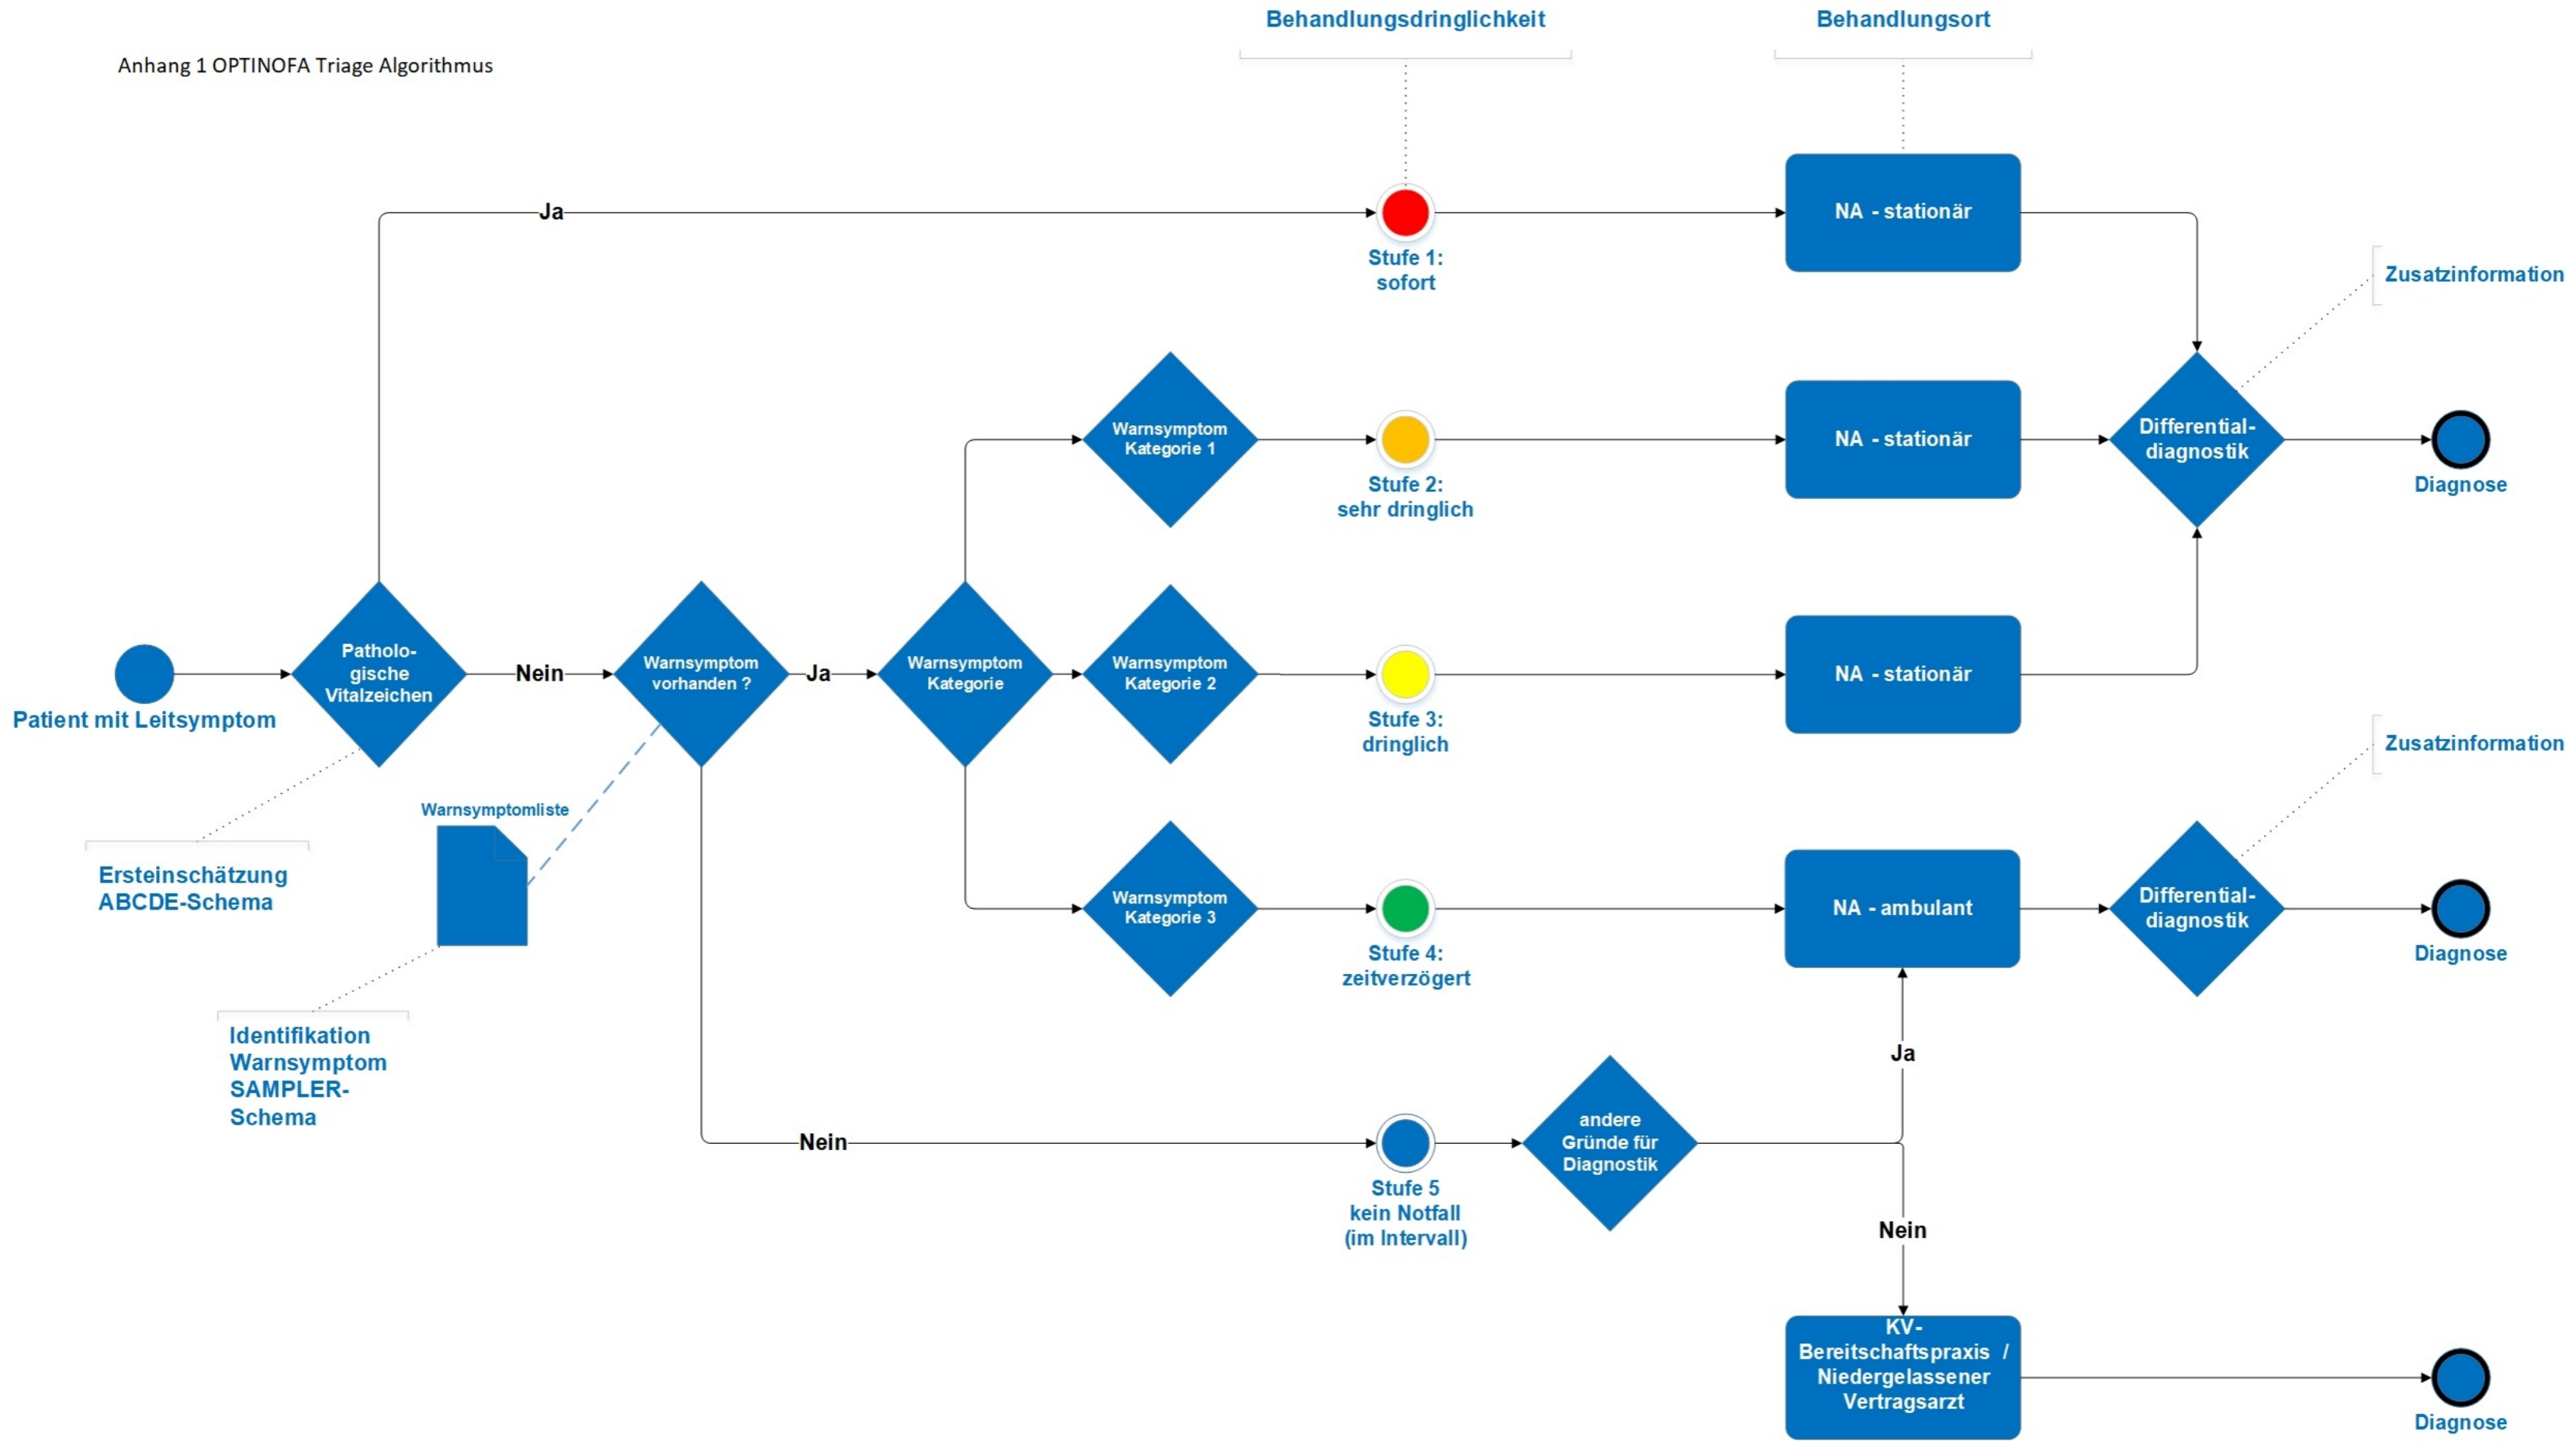 Behandlungsdringlichkeit
Behandlungsort
Anhang 1 OPTINOFA Triage Algorithmus
Ja
Stufe 1:
sofort
NA - stationär
Zusatzinformation
Warnsymptom
Kategorie 1
Stufe 2:
sehr dringlich
NA - stationär
Differential-
diagnostik
Diagnose
Patient mit Leitsymptom
Patholo-
gische
Vitalzeichen
Nein
Warnsymptom
vorhanden ?
Ja
Warnsymptom
Kategorie
Warnsymptom
Kategorie 2
Stufe 3:
dringlich
NA - stationär
Zusatzinformation
Ersteinschätzung
ABCDE-Schema
Warnsymptomliste
Identifikation
Warnsymptom
SAMPLER-
Schema
Warnsymptom
Kategorie 3
Stufe 4:
zeitverzögert
NA - ambulant
Differential-
diagnostik
Diagnose
Ja
Nein
Stufe 5
kein Notfall
(im Intervall)
andere
Gründe für
Diagnostik
Nein
KV-
Bereitschaftspraxis /
Niedergelassener
Vertragsarzt
Diagnose